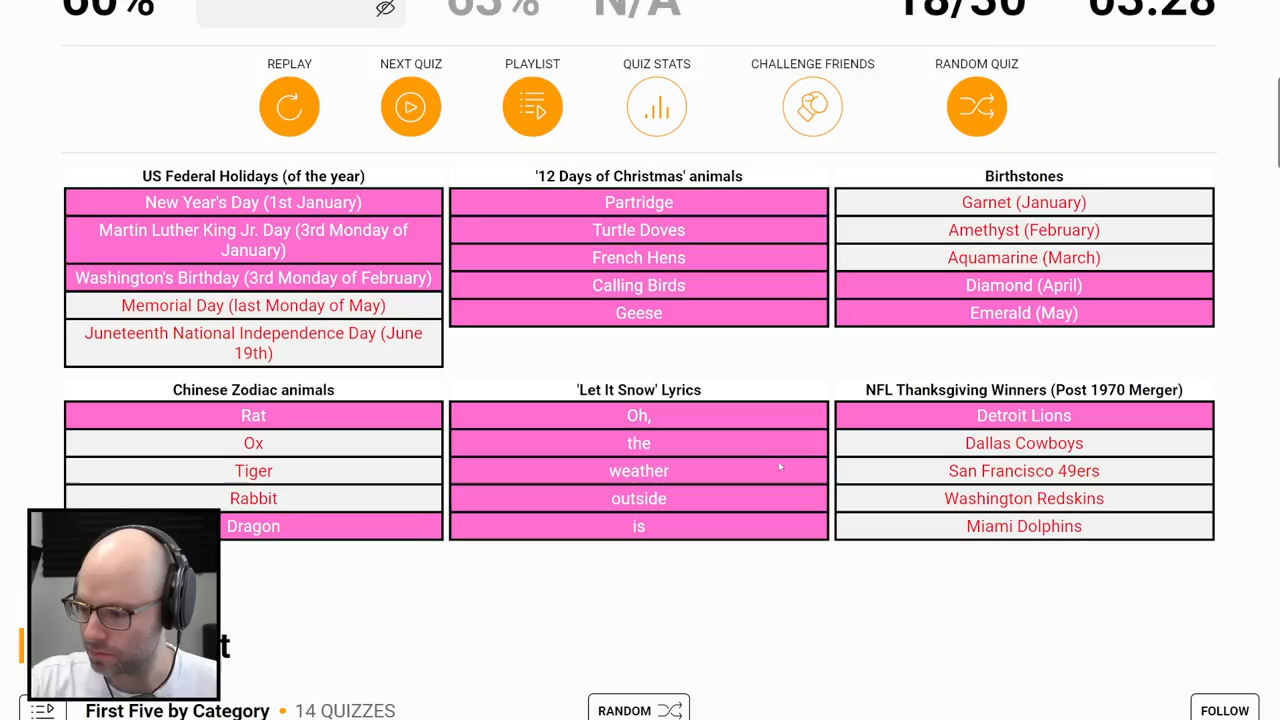 60% 63% N/A 18/30 03:28
REPLAY NEXT QUIZ PLAYLIST QUIZ STATS CHALLENGE FRIENDS RANDOM QUIZ
US Federal Holidays (of the year)
New Year's Day (1st January)
Martin Luther King Jr. Day (3rd Monday of
January)
Washington's Birthday (3rd Monday of February)
Memorial Day (last Monday of May)
Juneteenth National Independence Day (June
19th)
'12 Days of Christmas' animals
Partridge
Turtle Doves
French Hens
Calling Birds
Geese
Birthstones
Garnet (January)
Amethyst (February)
Aquamarine (March)
Diamond (April)
Emerald (May)
Chinese Zodiac animals
Rat
Ox
Tiger
Rabbit
Dragon
'Let It Snow' Lyrics
Oh,
the
weather
outside
is
NFL Thanksgiving Winners (Post 1970 Merger)
Detroit Lions
Dallas Cowboys
San Francisco 49ers
Washington Redskins
Miami Dolphins
First Five by Category • 14 QUIZZES RANDOM FOLLOW